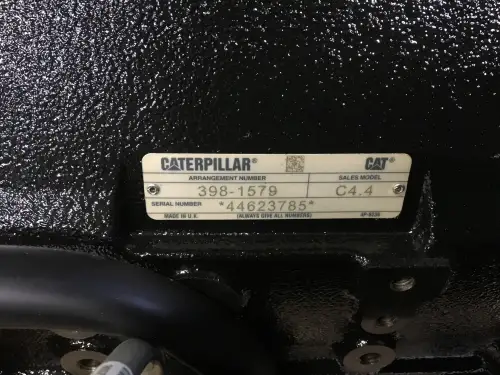 CATERPILLAR® CAT®
ARRANGEMENT NUMBER SALES MODEL
398-1579 C4.4
SERIAL NUMBER *44623785*
MADE IN U.K. (ALWAYS GIVE ALL NUMBERS)